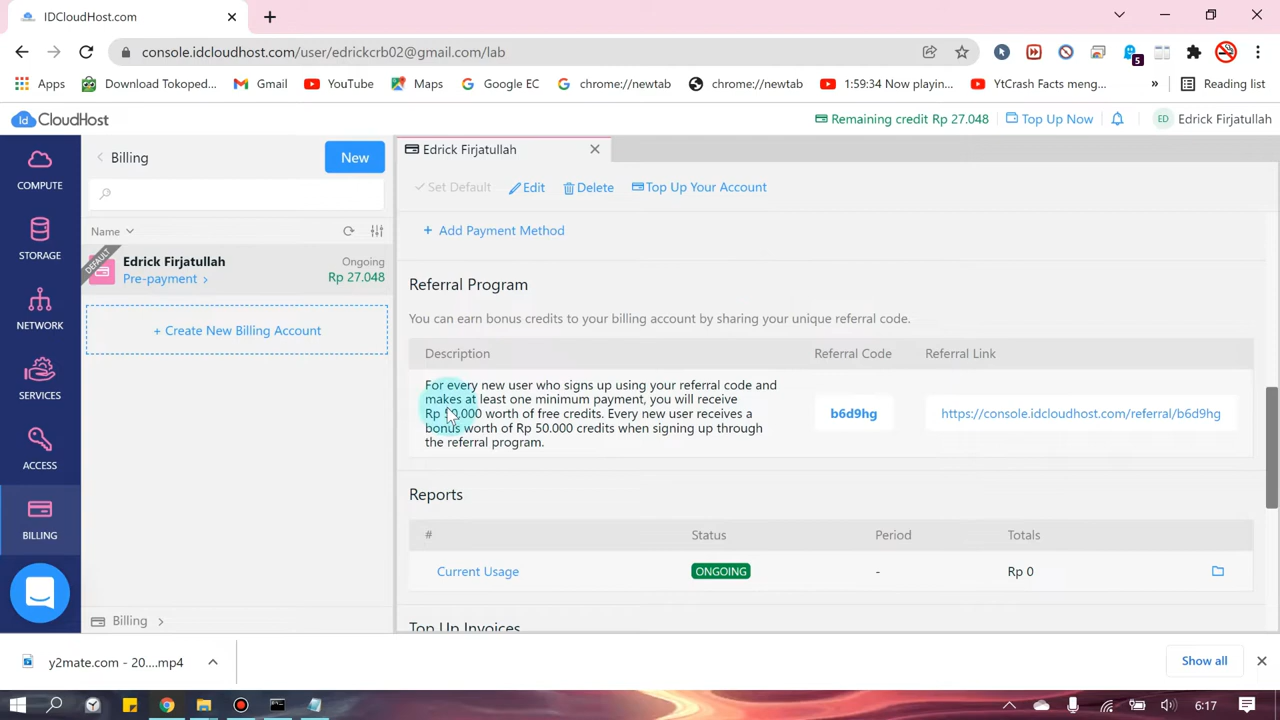 IDCloudHost.com
console.idcloudhost.com/user/edrickcrb02@gmail.com/lab
5
Apps
Download Tokoped...
Gmail
YouTube
Maps
Google EC
chrome://newtab
chrome://newtab
1:59:34 Now playin...
YtCrash Facts meng...
»
Reading list
Id CloudHost
Remaining credit Rp 27.048
Top Up Now
ED
Edrick Firjatullah
COMPUTE
STORAGE
NETWORK
SERVICES
ACCESS
BILLING
Billing
New
Name
DEFAULT
Edrick Firjatullah
Ongoing
Pre-payment >
Rp 27.048
+ Create New Billing Account
Billing >
Edrick Firjatullah
Set Default
Edit
Delete
Top Up Your Account
+ Add Payment Method
Referral Program
You can earn bonus credits to your billing account by sharing your unique referral code.
Description
Referral Code
Referral Link
For every new user who signs up using your referral code and
makes at least one minimum payment, you will receive
Rp 50.000 worth of free credits. Every new user receives a
bonus worth of Rp 50.000 credits when signing up through
the referral program.
b6d9hg
https://console.idcloudhost.com/referral/b6d9hg
Reports
#
Status
Period
Totals
Current Usage
ONGOING
-
Rp 0
Top Up Invoices
y2mate.com - 20....mp4
Show all
6:17